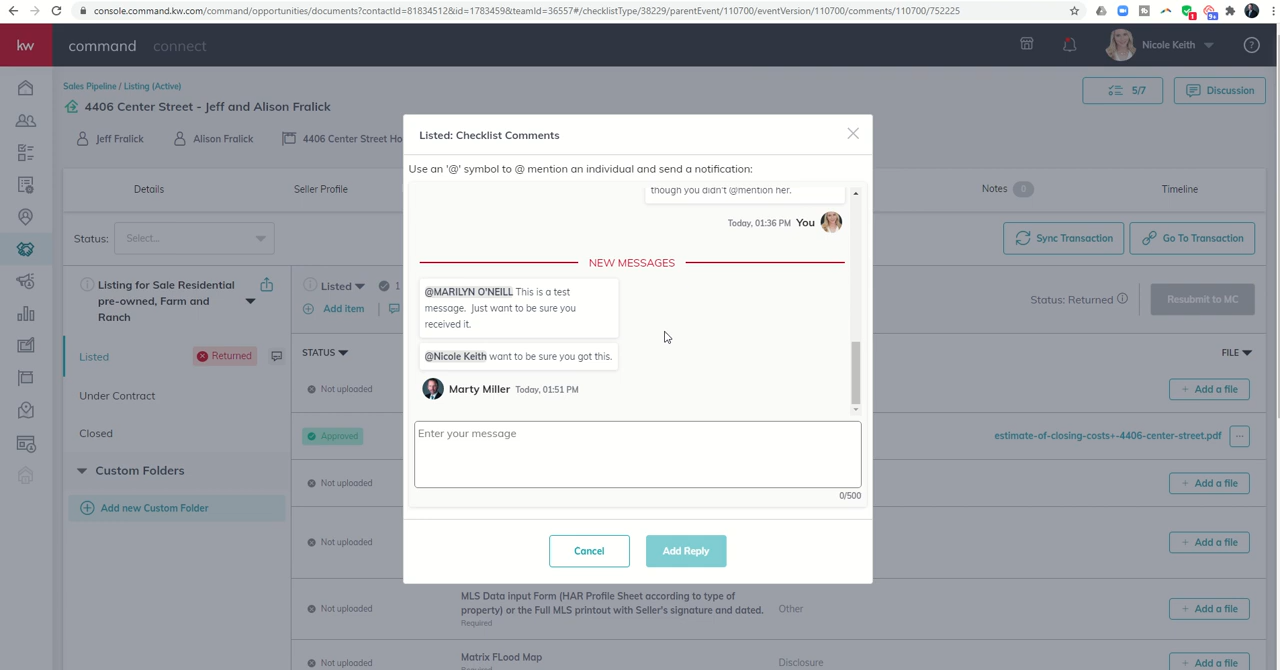 console.command.kw.com/command/opportunities/documents?contactId=81834512&id=1783459&teamId=36557#/checklistType/38229/parentEvent/110700/eventVersion/110700/comments/110700/752225
1
9+
kw
command
connect
Nicole Keith
Sales Pipeline / Listing (Active)
4406 Center Street - Jeff and Alison Fralick
5/7
Discussion
Jeff Fralick
Alison Fralick
4406 Center Street Ho
Details
Seller Profile
Notes 0
Timeline
Status:
Select...
Sync Transaction
Go To Transaction
Listing for Sale Residential
pre-owned, Farm and
Ranch
Listed
1
Add item
Status: Returned
Resubmit to MC
Listed
Returned
Under Contract
Closed
Custom Folders
Add new Custom Folder
STATUS
FILE
Not uploaded
+ Add a file
Approved
estimate-of-closing-costs+-4406-center-street.pdf
...
Not uploaded
+ Add a file
Not uploaded
+ Add a file
Not uploaded
MLS Data input Form (HAR Profile Sheet according to type of
property) or the Full MLS printout with Seller's signature and dated.
Required
Other
+ Add a file
Not uploaded
Matrix FLood Map
Required
Disclosure
+ Add a file
Listed: Checklist Comments
Use an '@' symbol to @ mention an individual and send a notification:
though you didn't @mention her.
Today, 01:36 PM You
NEW MESSAGES
@MARILYN O'NEILL This is a test
message. Just want to be sure you
received it.
@Nicole Keith want to be sure you got this.
Marty Miller Today, 01:51 PM
Enter your message
0/500
Cancel
Add Reply